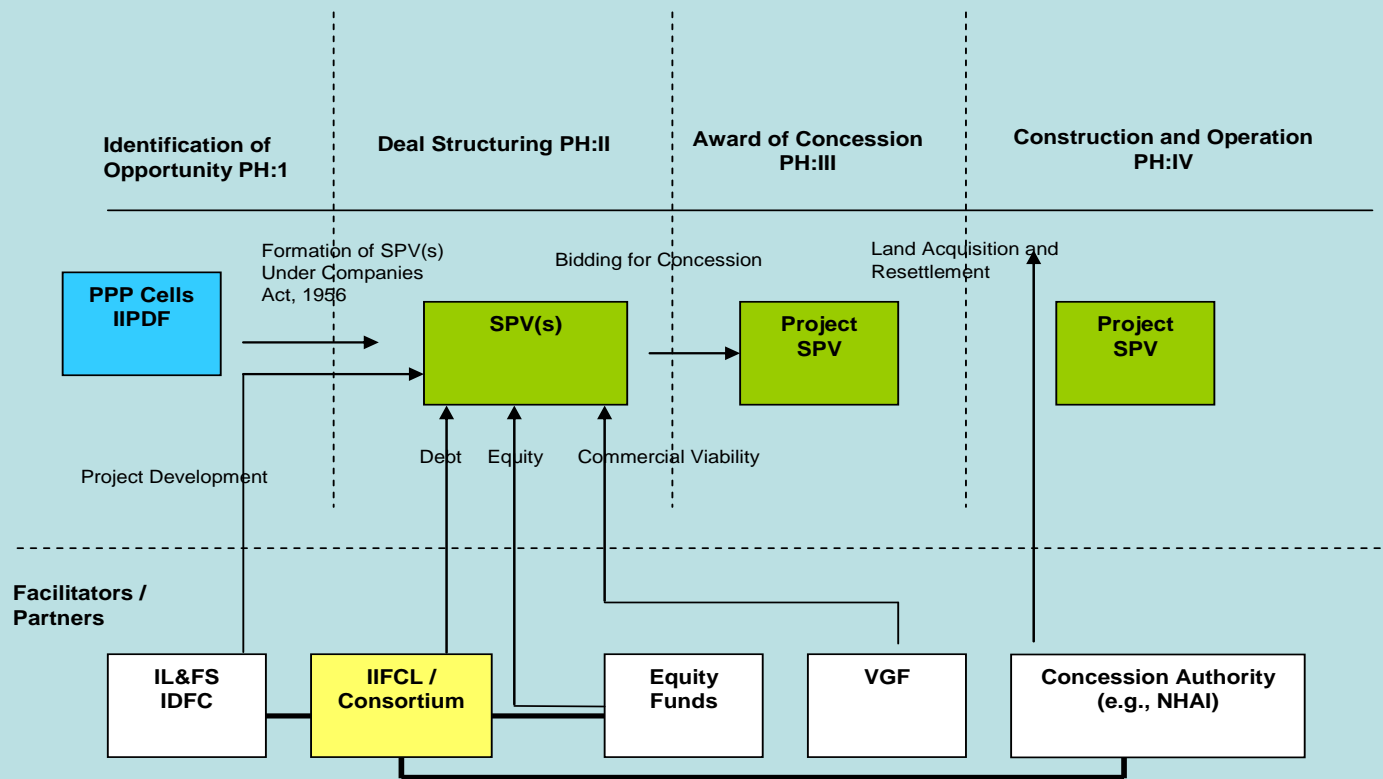 Identification of
Opportunity PH:1
Deal Structuring PH:II
Award of Concession
PH:III
Construction and Operation
PH:IV
Formation of SPV(s)
Under Companies
Act, 1956
Bidding for Concession
Land Acquisition and
Resettlement
PPP Cells
IIPDF
SPV(s)
Project
SPV
Project
SPV
Project Development
Debt
Equity
Commercial Viability
Facilitators /
Partners
IL&FS
IDFC
IIFCL /
Consortium
Equity
Funds
VGF
Concession Authority
(e.g., NHAI)